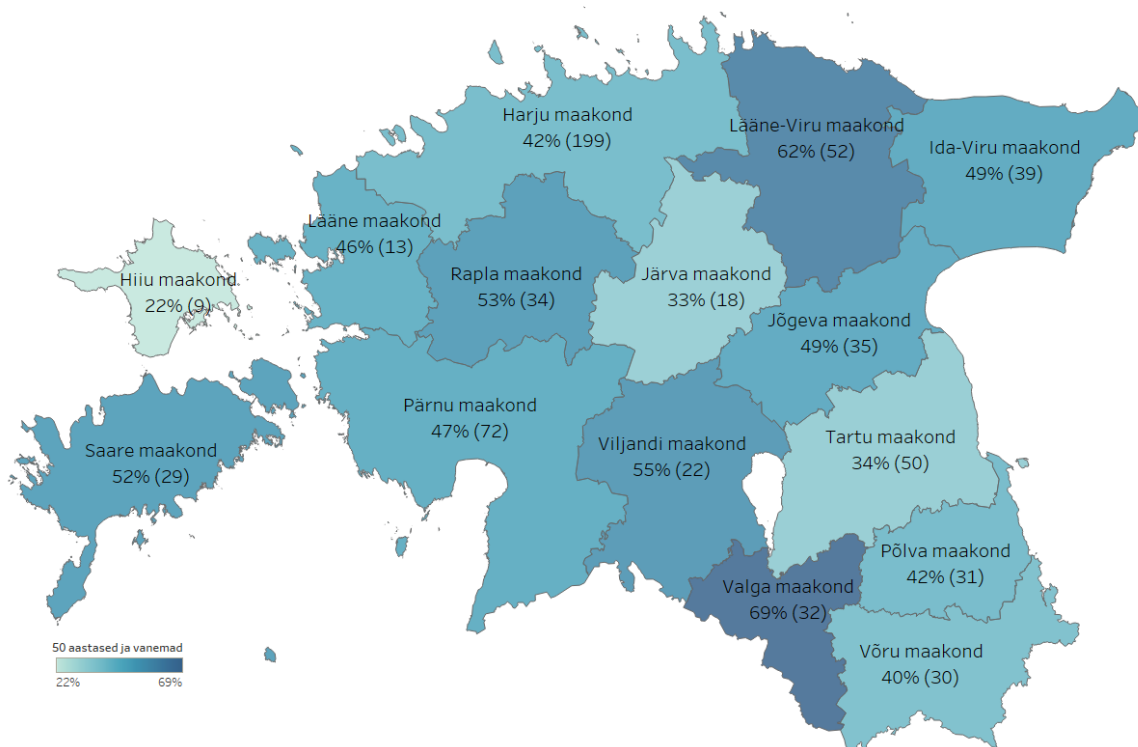 Harju maakond
42% (199)
Lääne-Viru maakond
62% (52)
Ida-Viru maakond
49% (39)
Lääne maakond
46% (13)
Hiiu maakond
22% (9)
Rapla maakond
53% (34)
Järva maakond
33% (18)
Jõgeva maakond
49% (35)
Pärnu maakond
47% (72)
Saare maakond
52% (29)
Viljandi maakond
55% (22)
Tartu maakond
34% (50)
Põlva maakond
42% (31)
Valga maakond
69% (32)
Võru maakond
40% (30)
50 aastased ja vanemad
22% 69%